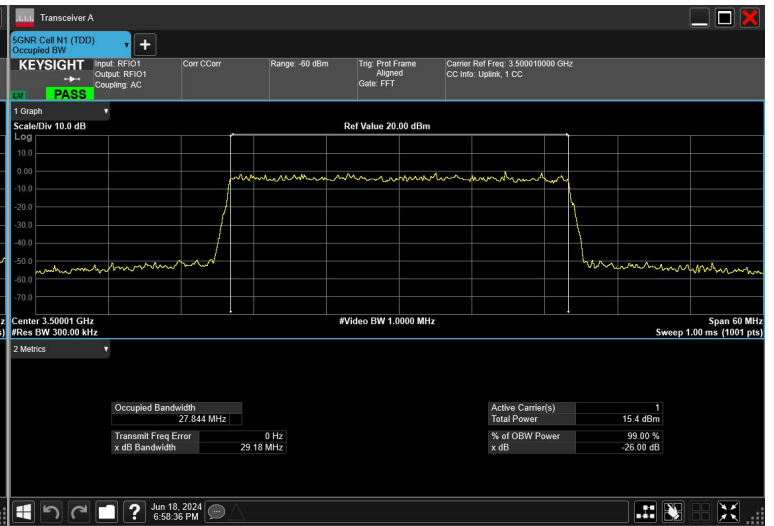 Transceiver A
5GNR Cell N1 (TDD)
Occupied BW
+
KEYSIGHT
LXI
PASS
Input: RFIO1
Output: RFIO1
Coupling: AC
Corr CCorr
Range: -60 dBm
Trig: Prot Frame
Aligned
Gate: FFT
Carrier Ref Freq: 3.500010000 GHz
CC Info: Uplink, 1 CC
1 Graph
Scale/Div 10.0 dB
Ref Value 20.00 dBm
Log
10.0
0.00
-10.0
-20.0
-30.0
-40.0
-50.0
-60.0
-70.0
z Center 3.50001 GHz
Span 60 MHz
s) #Res BW 300.00 kHz
#Video BW 1.0000 MHz
Sweep 1.00 ms (1001 pts)
2 Metrics
Occupied Bandwidth
27.844 MHz
Transmit Freq Error 0 Hz
x dB Bandwidth 29.18 MHz
Active Carrier(s) 1
Total Power 15.4 dBm
% of OBW Power 99.00 %
x dB -26.00 dB
?
Jun 18, 2024
6:58:36 PM